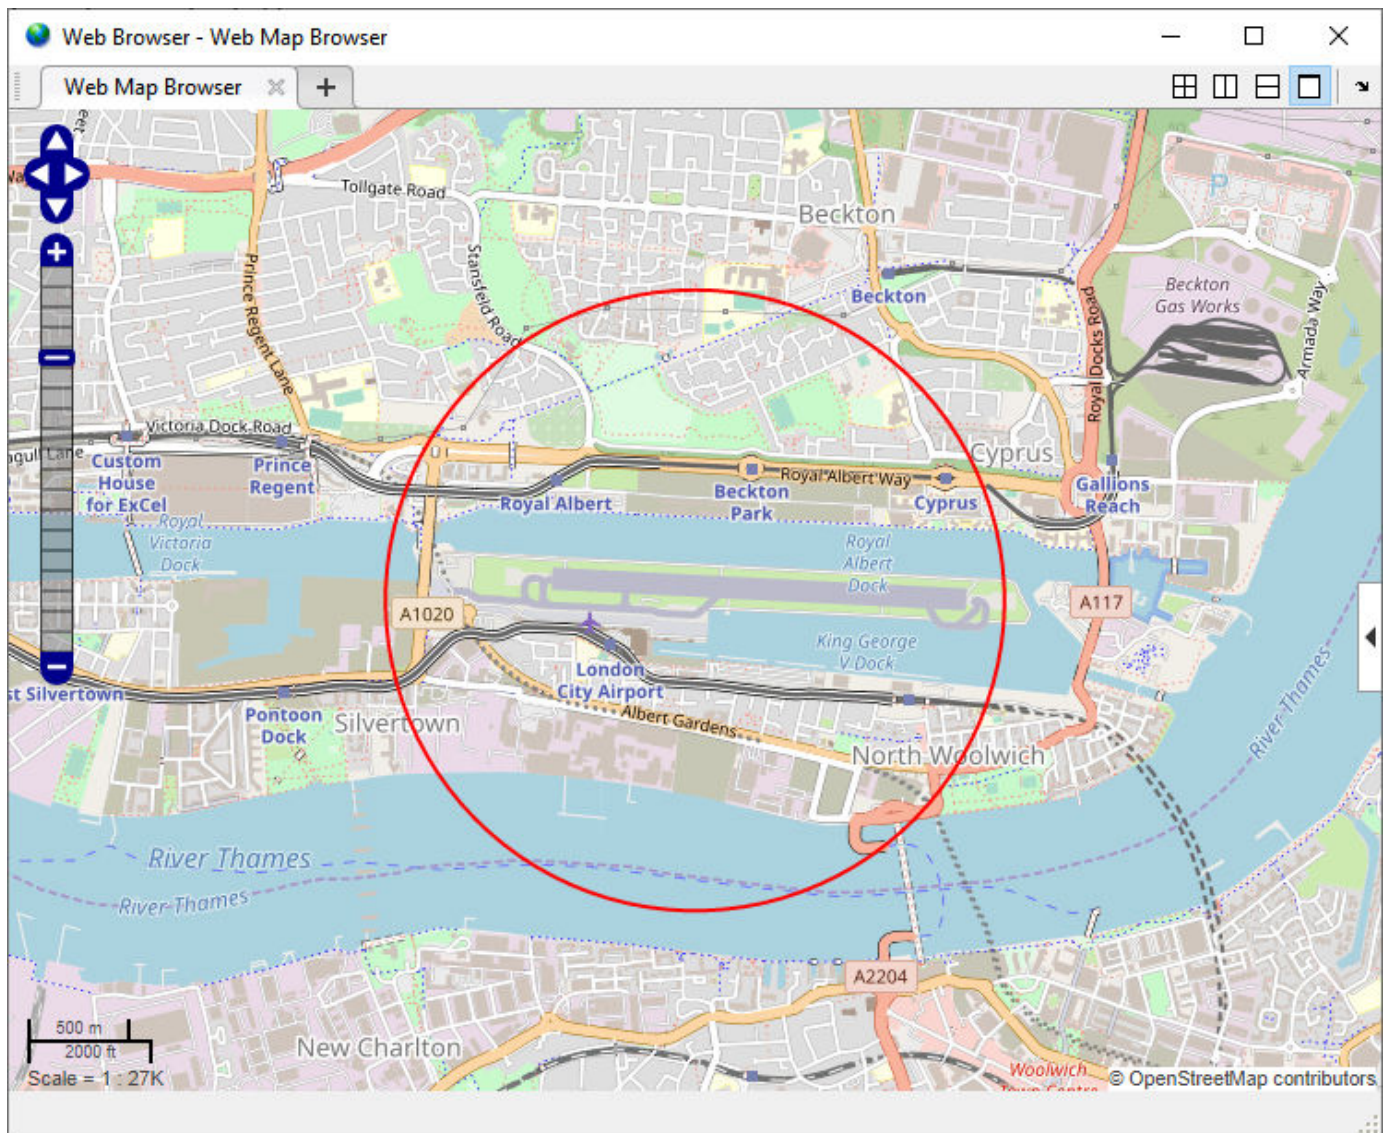 Web Browser - Web Map Browser
Web Map Browser
Tollgate Road
Beckton
Prince Regent Lane
Stansfeld Road
Beckton
Beckton
Gas Works
P
Royal Docks Road
Armada Way
Victoria Dock Road
Custom
House
for ExCel
Prince
Regent
Royal Albert
Beckton
Park
Royal Albert Way
Cyprus
Cyprus
Gallions
Reach
Royal
Victoria
Dock
Royal
Albert
Dock
A1020
A117
King George
V Dock
London
City Airport
st Silvertown
Pontoon
Dock
Silvertown
Albert Gardens
North Woolwich
River Thames
River Thames
River Thames
A2204
New Charlton
Woolwich
500 m
2000 ft
Scale = 1 : 27K
© OpenStreetMap contributors